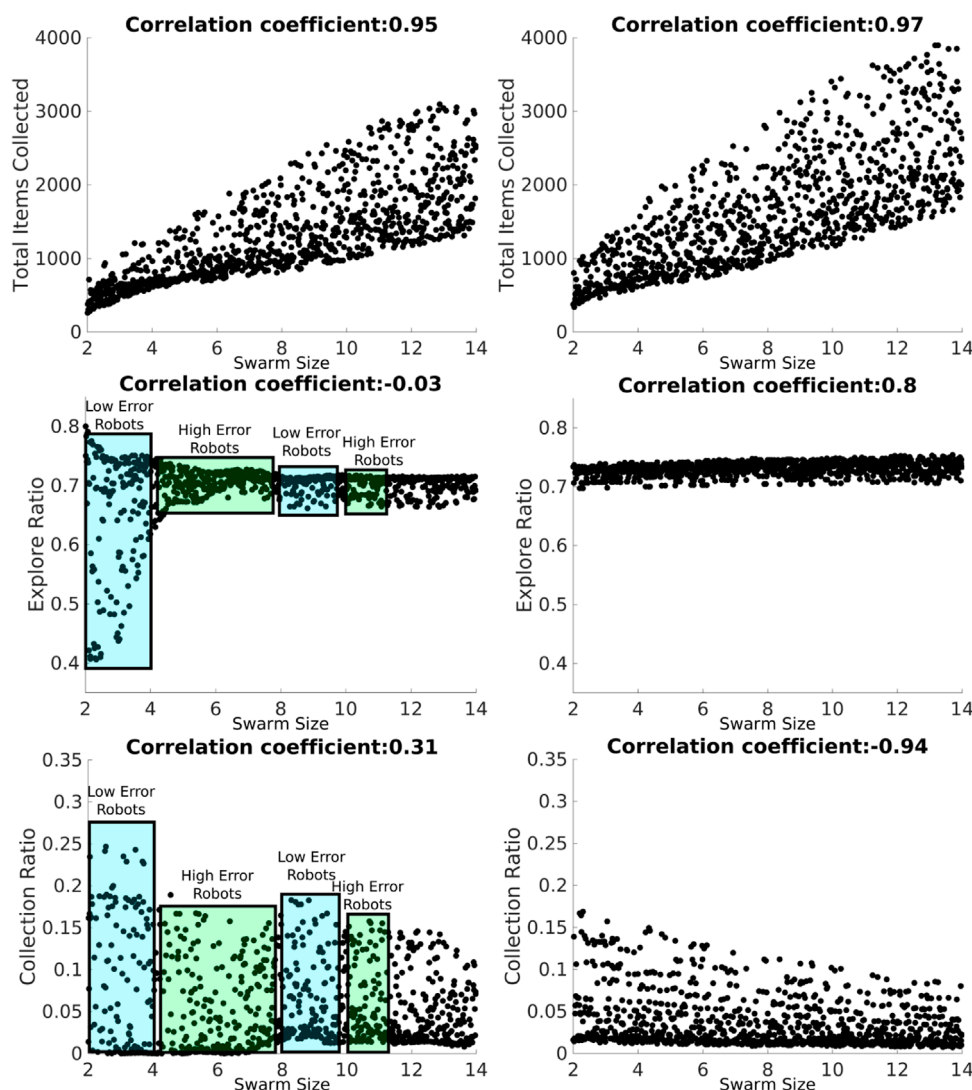 Correlation coefficient:0.95
4000
3000
2000
1000
0
Total Items Collected
2 4 6 8 10 12 14
Swarm Size
Correlation coefficient:0.97
4000
3000
2000
1000
0
Total Items Collected
2 4 6 8 10 12 14
Swarm Size
Correlation coefficient:-0.03
Low Error
Robots
High Error
Robots
Low Error
Robots
High Error
Robots
0.8
0.7
0.6
0.5
0.4
Explore Ratio
2 4 6 8 10 12 14
Swarm Size
Correlation coefficient:0.8
0.8
0.7
0.6
0.5
0.4
Explore Ratio
2 4 6 8 10 12 14
Swarm Size
Correlation coefficient:0.31
Low Error
Robots
High Error
Robots
Low Error
Robots
High Error
Robots
0.35
0.3
0.25
0.2
0.15
0.1
0.05
0
Collection Ratio
2 4 6 8 10 12 14
Swarm Size
Correlation coefficient:-0.94
0.35
0.3
0.25
0.2
0.15
0.1
0.05
0
Collection Ratio
2 4 6 8 10 12 14
Swarm Size